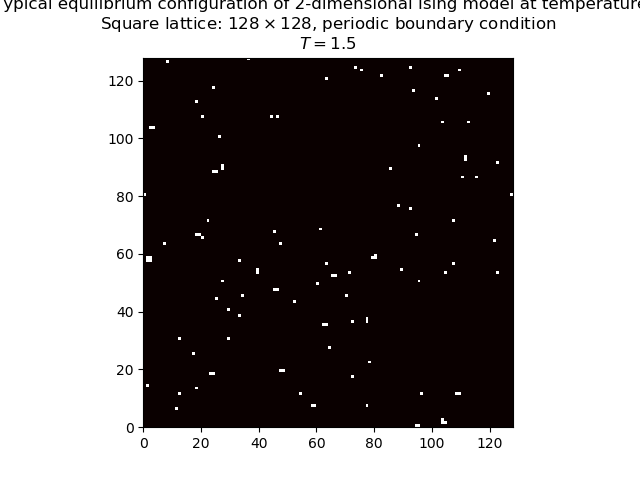 ypical equilibrium configuration of 2-dimensional Ising model at temperature
Square lattice: 128 × 128, periodic boundary condition
T = 1.5
120
100
80
60
40
20
0
0 20 40 60 80 100 120